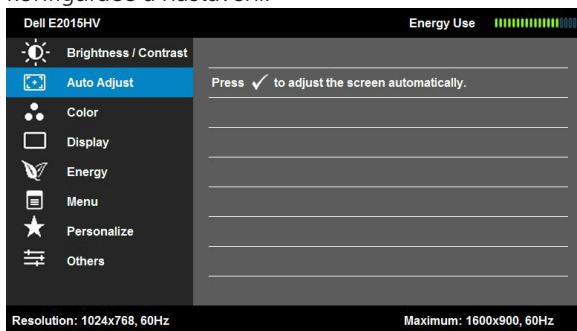 Dell E2015HV
Energy Use
Brightness / Contrast
Auto Adjust
Press ✓ to adjust the screen automatically.
Color
Display
Energy
Menu
Personalize
Others
Resolution: 1024x768, 60Hz
Maximum: 1600x900, 60Hz